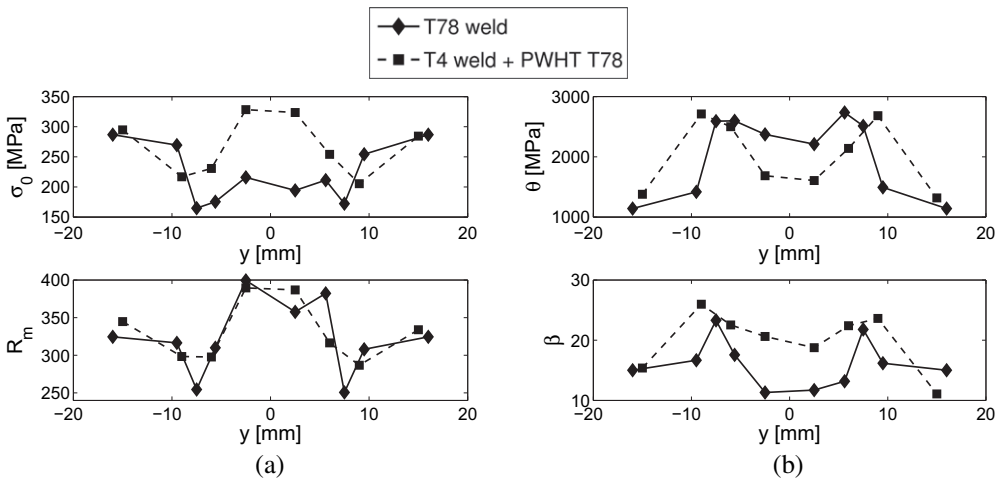 T78 weld
T4 weld + PWHT T78
350
300
250
200
150
σ0 [MPa]
−20 −10 0 10 20
y [mm]
400
350
300
250
Rm
−20 −10 0 10 20
y [mm]
(a)
3000
2000
1000
θ [MPa]
−20 −10 0 10 20
y [mm]
30
20
10
β
−20 −10 0 10 20
y [mm]
(b)